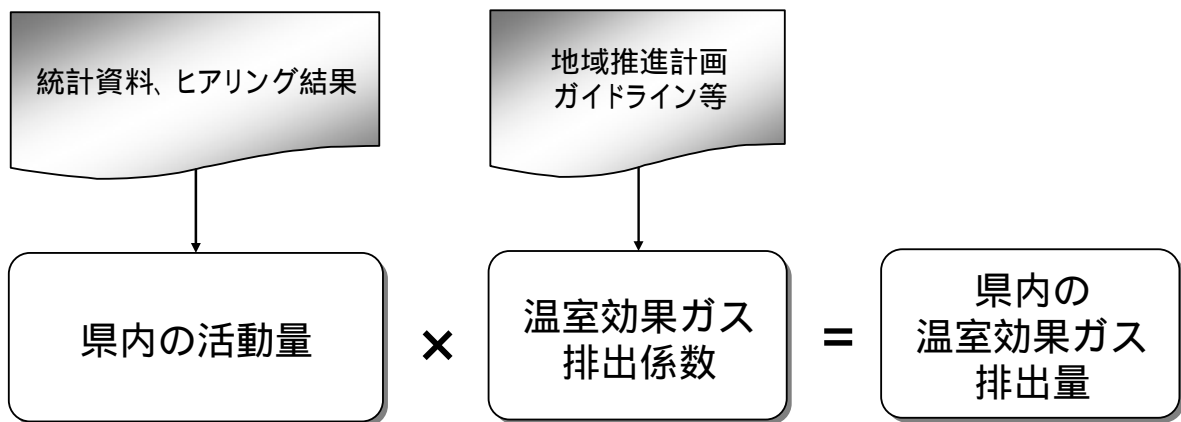 統計資料、ヒアリング結果
地域推進計画
ガイドライン等
県内の活動量
×
温室効果ガス
排出係数
=
県内の
温室効果ガス
排出量